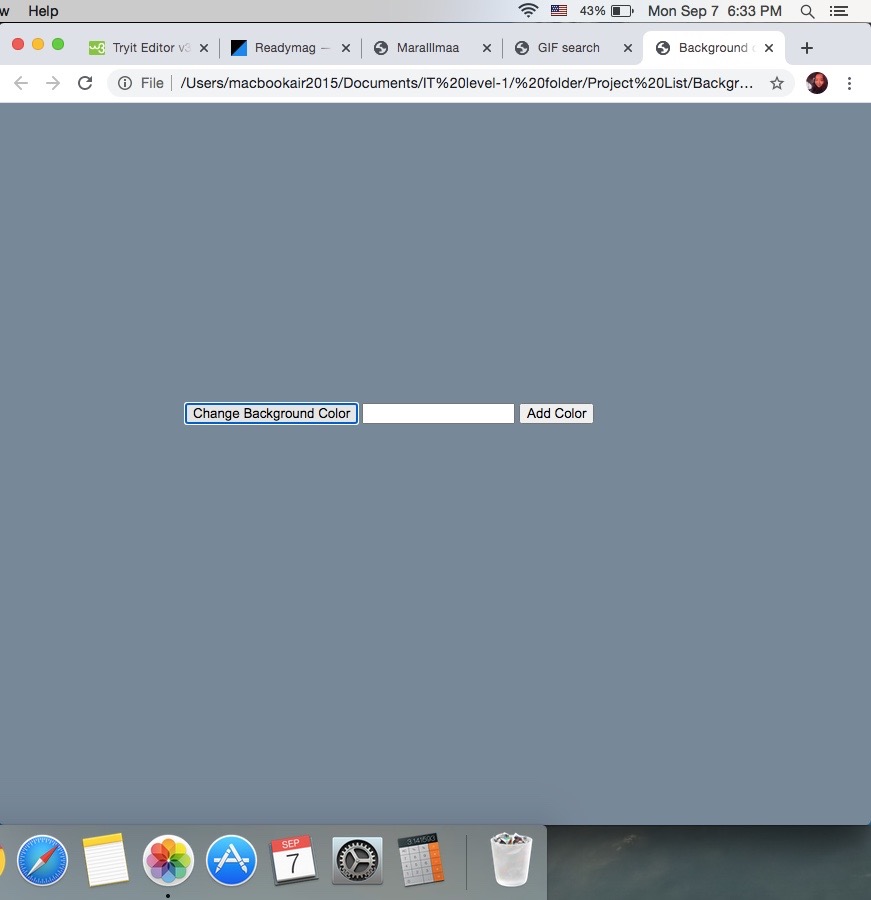 w Help 43% Mon Sep 7 6:33 PM
w3 Tryit Editor v3 Readymag — Maralllmaa GIF search Background
File /Users/macbookair2015/Documents/IT%20level-1/%20folder/Project%20List/Backgr...
Change Background Color Add Color
SEP
7